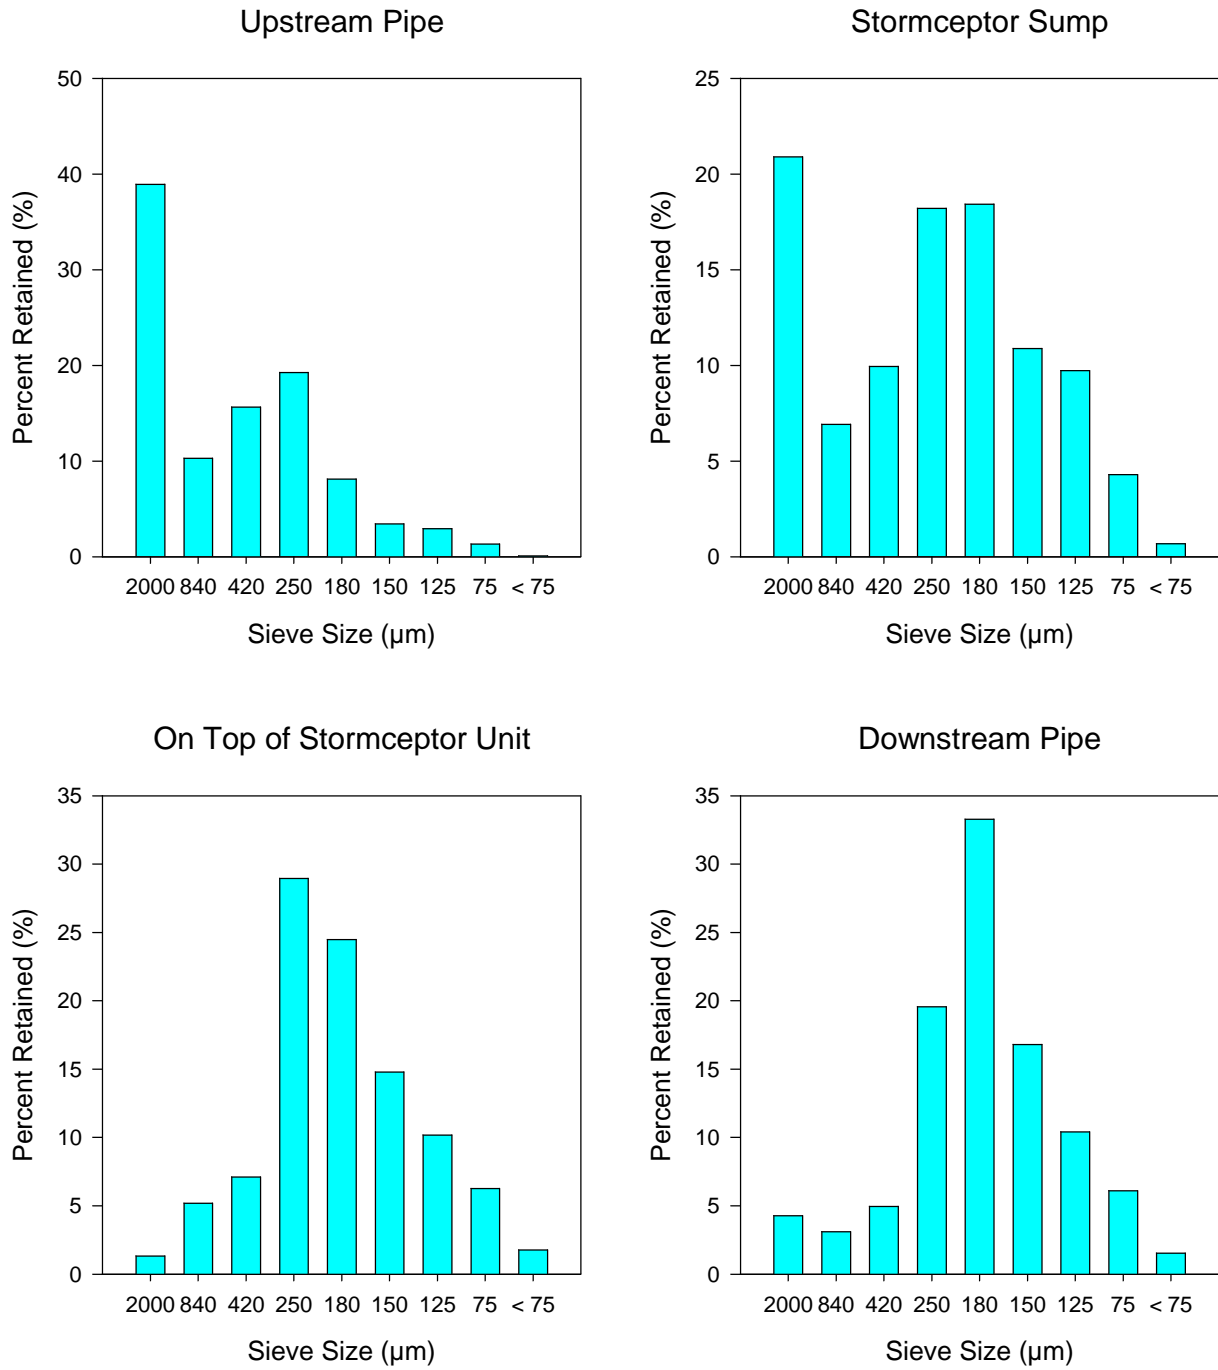 Upstream Pipe
Percent Retained (%)
50
40
30
20
10
0
2000 840 420 250 180 150 125 75 < 75
Sieve Size (µm)
Stormceptor Sump
Percent Retained (%)
25
20
15
10
5
0
2000 840 420 250 180 150 125 75 < 75
Sieve Size (µm)
On Top of Stormceptor Unit
Percent Retained (%)
35
30
25
20
15
10
5
0
2000 840 420 250 180 150 125 75 < 75
Sieve Size (µm)
Downstream Pipe
Percent Retained (%)
35
30
25
20
15
10
5
0
2000 840 420 250 180 150 125 75 < 75
Sieve Size (µm)